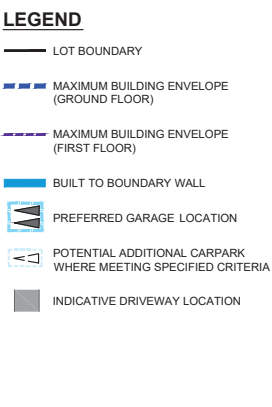 LEGEND
LOT BOUNDARY
MAXIMUM BUILDING ENVELOPE
(GROUND FLOOR)
MAXIMUM BUILDING ENVELOPE
(FIRST FLOOR)
BUILT TO BOUNDARY WALL
PREFERRED GARAGE LOCATION
POTENTIAL ADDITIONAL CARPARK
WHERE MEETING SPECIFIED CRITERIA
INDICATIVE DRIVEWAY LOCATION